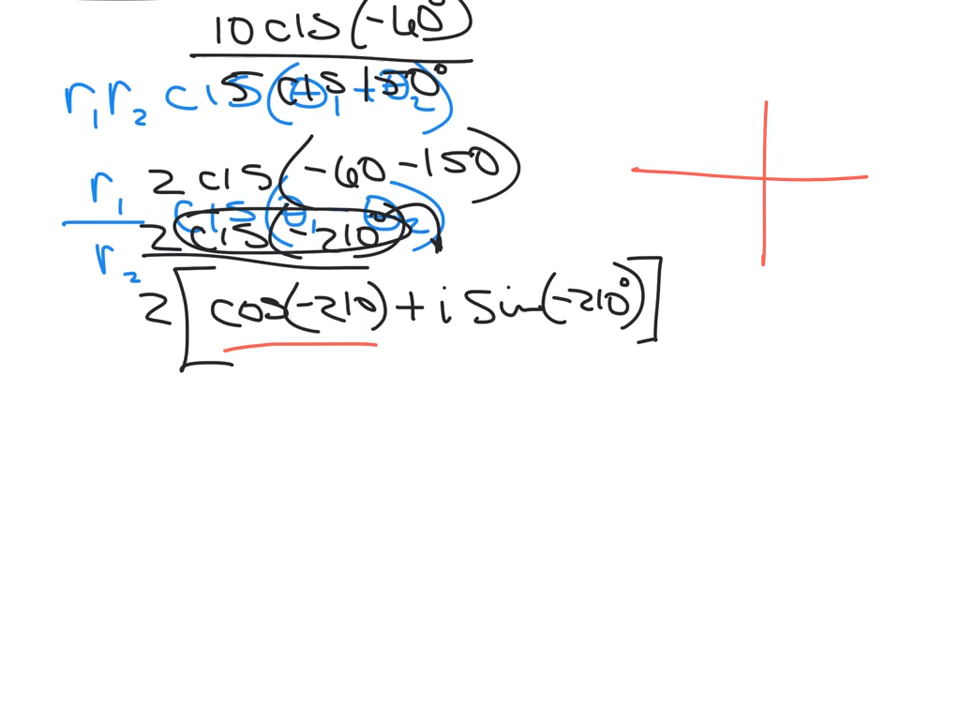 10 cis (-60°)
5 cis 150°
r₁r₂ cis (θ₁ + θ₂)
2 cis (-60 -150)
r₁
r₂
cis (θ₁ - θ₂)
2 cis (-210°)
2 [cos(-210) + i sin(-210°)]